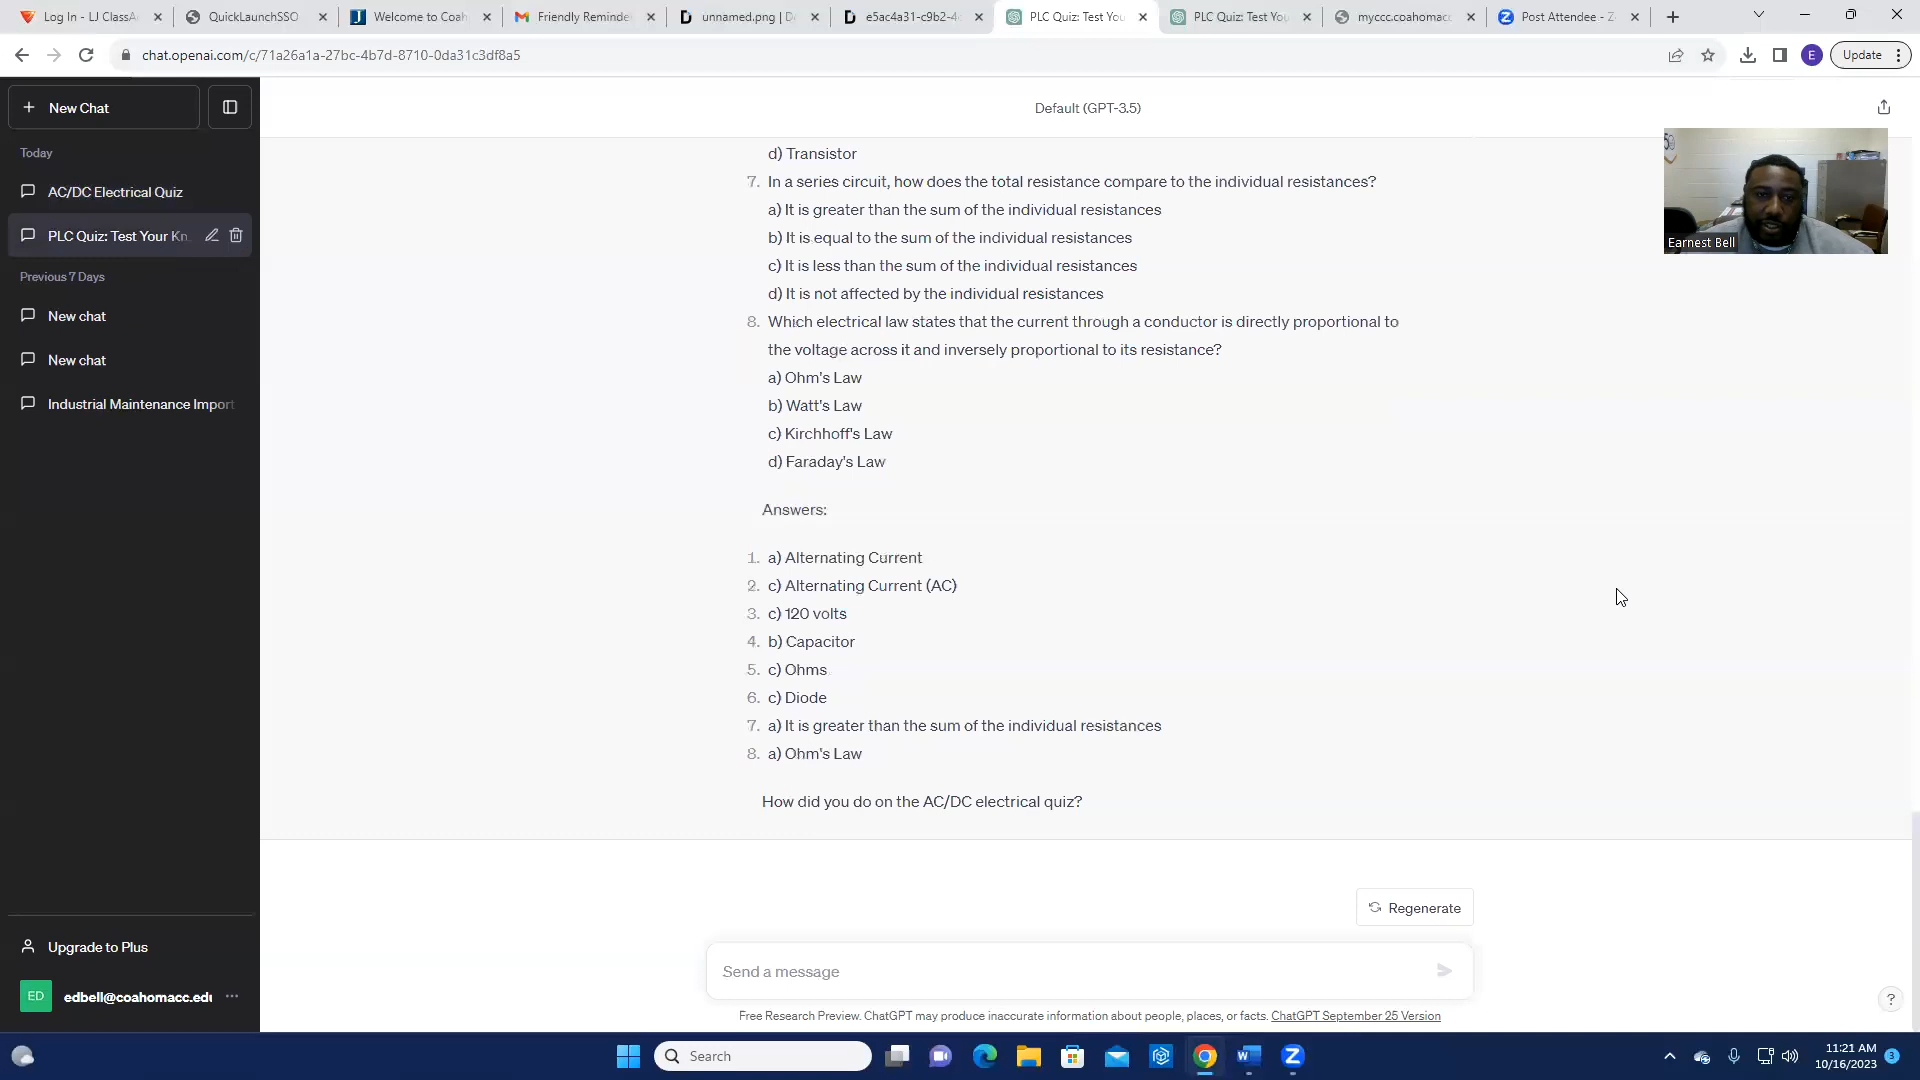 Log In - LJ ClassA
QuickLaunchSSO
Welcome to Coah
Friendly Reminde
unnamed.png | D
e5ac4a31-c9b2-4
PLC Quiz: Test You
PLC Quiz: Test You
myccc.coahomac
Post Attendee - Z
chat.openai.com/c/71a26a1a-27bc-4b7d-8710-0da31c3df8a5
E
Update
New Chat
Default (GPT-3.5)
Today
AC/DC Electrical Quiz
PLC Quiz: Test Your Kn
Previous 7 Days
New chat
New chat
Industrial Maintenance Import
d) Transistor
7. In a series circuit, how does the total resistance compare to the individual resistances?
a) It is greater than the sum of the individual resistances
b) It is equal to the sum of the individual resistances
c) It is less than the sum of the individual resistances
d) It is not affected by the individual resistances
8. Which electrical law states that the current through a conductor is directly proportional to
the voltage across it and inversely proportional to its resistance?
a) Ohm's Law
b) Watt's Law
c) Kirchhoff's Law
d) Faraday's Law
Answers:
1. a) Alternating Current
2. c) Alternating Current (AC)
3. c) 120 volts
4. b) Capacitor
5. c) Ohms
6. c) Diode
7. a) It is greater than the sum of the individual resistances
8. a) Ohm's Law
How did you do on the AC/DC electrical quiz?
Earnest Bell
Regenerate
Send a message
Free Research Preview. ChatGPT may produce inaccurate information about people, places, or facts. ChatGPT September 25 Version
?
Upgrade to Plus
ED
edbell@coahomacc.edu
Search
11:21 AM
10/16/2023
3